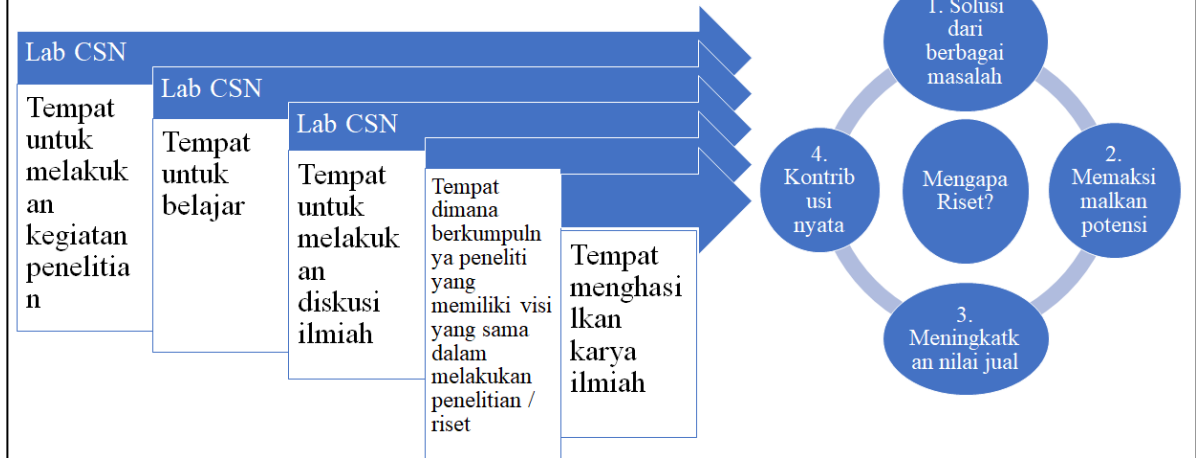 Lab CSN
Tempat
untuk
melakuk
an
kegiatan
penelitia
n
Lab CSN
Tempat
untuk
belajar
Lab CSN
Tempat
untuk
melakuk
an
diskusi
ilmiah
Tempat
dimana
berkumpuln
ya peneliti
yang
memiliki visi
yang sama
dalam
melakukan
penelitian /
riset
Tempat
menghasi
lkan
karya
ilmiah
1. Solusi
dari
berbagai
masalah
2.
Memaksi
malkan
potensi
3.
Meningkatk
an nilai jual
4.
Kontrib
usi
nyata
Mengapa
Riset?